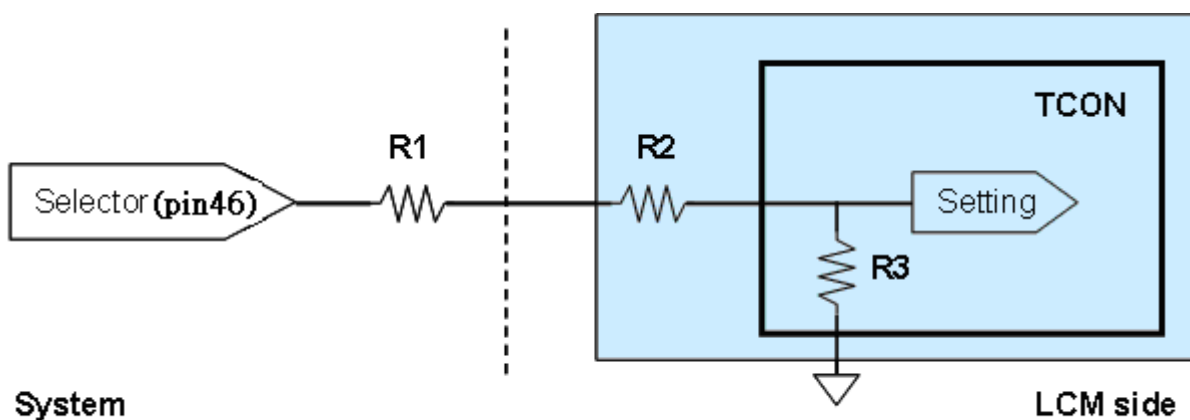 TCON
R1
R2
Selector(pin46)
Setting
R3
System
LCM side